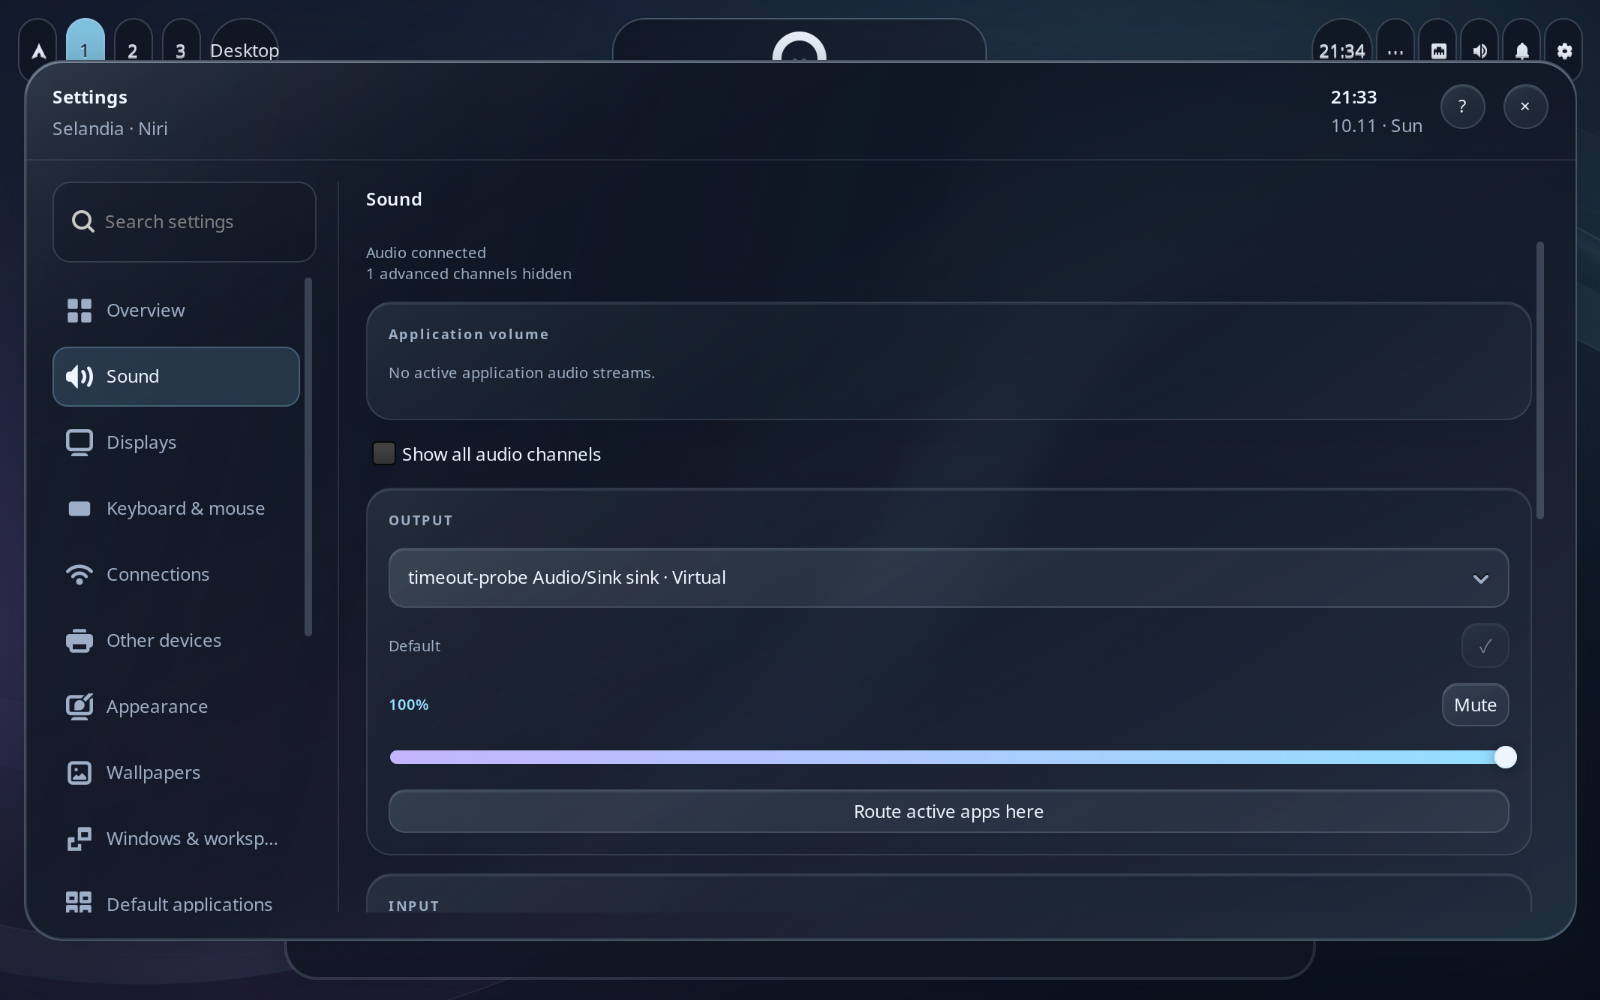 1
2
3
Desktop
21:34
...
Settings
Selandia · Niri
21:33
10.11 · Sun
?
×
Search settings
Overview
Sound
Displays
Keyboard & mouse
Connections
Other devices
Appearance
Wallpapers
Windows & worksp...
Default applications
Sound
Audio connected
1 advanced channels hidden
Application volume
No active application audio streams.
Show all audio channels
OUTPUT
timeout-probe Audio/Sink sink · Virtual
Default
✓
100%
Mute
Route active apps here
INPUT